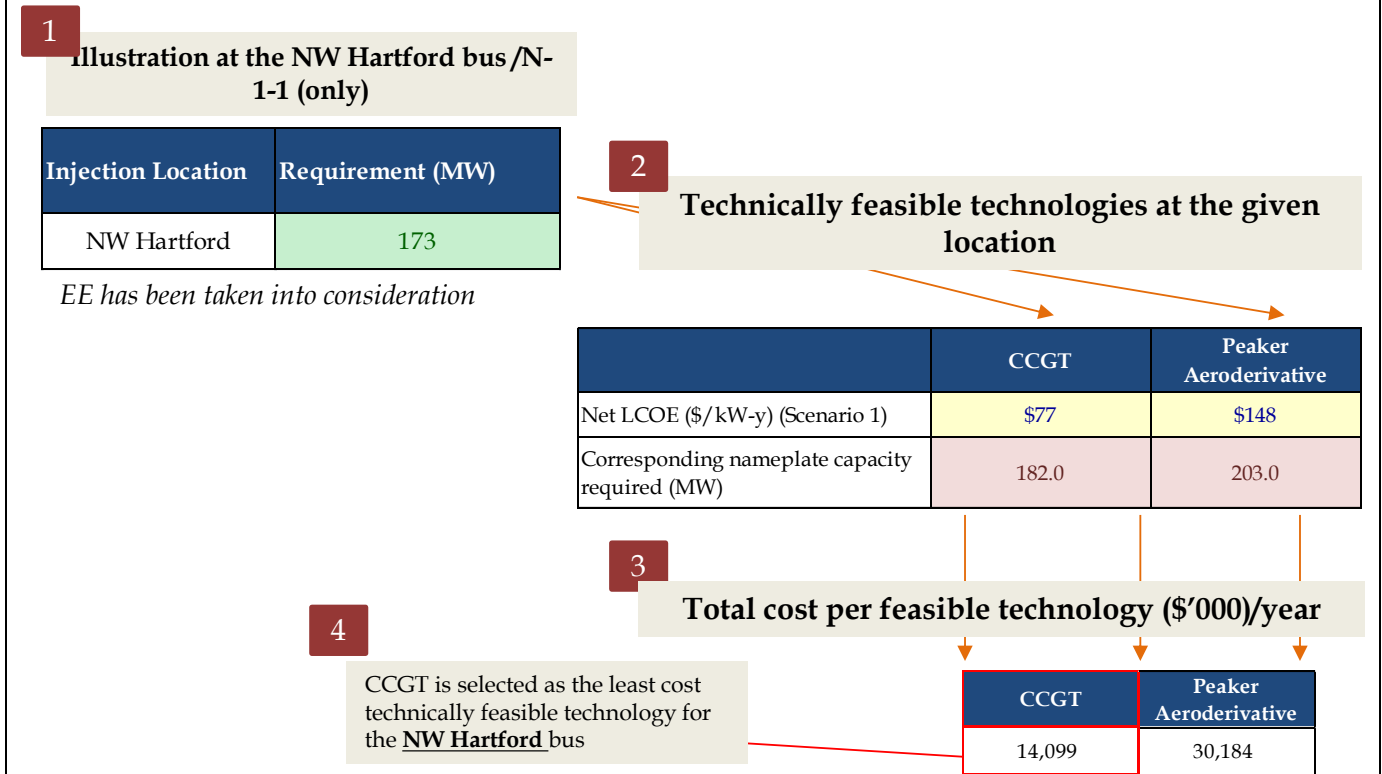 1
Illustration at the NW Hartford bus /N-
1-1 (only)
Injection Location Requirement (MW)
NW Hartford 173
EE has been taken into consideration
2
Technically feasible technologies at the given
location
CCGT Peaker
Aeroderivative
Net LCOE ($/kW-y) (Scenario 1) $77 $148
Corresponding nameplate capacity
required (MW) 182.0 203.0
3
Total cost per feasible technology ($’000)/year
4
CCGT is selected as the least cost
technically feasible technology for
the NW Hartford bus
CCGT Peaker
Aeroderivative
14,099 30,184